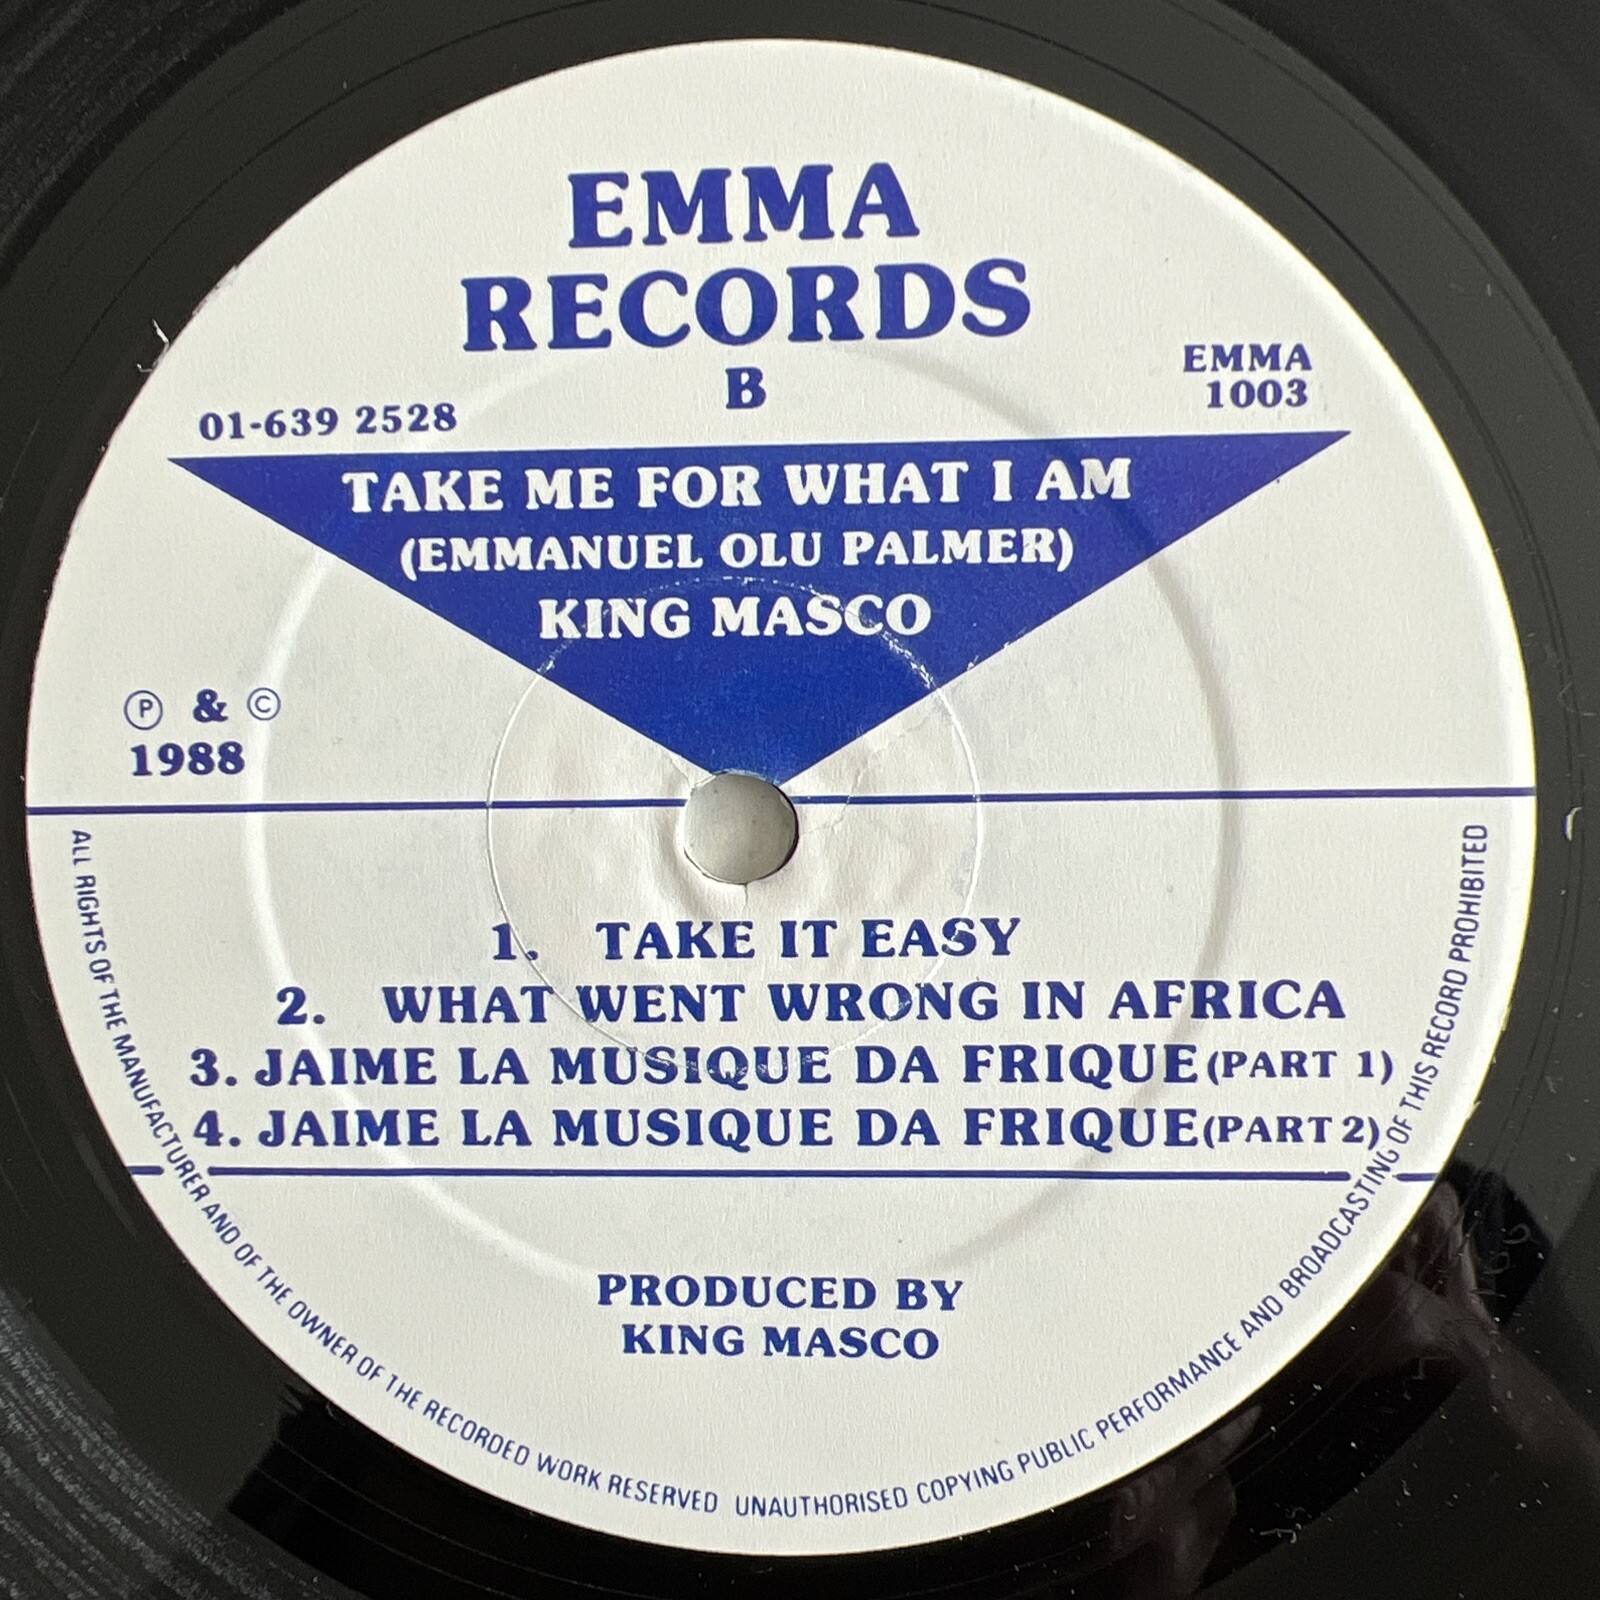 EMMA
RECORDS
B
01-639 2528
EMMA
1003
TAKE ME FOR WHAT I AM
(EMMANUEL OLU PALMER)
KING MASCO
Ⓟ & ©
1988
1. TAKE IT EASY
2. WHAT WENT WRONG IN AFRICA
3. JAIME LA MUSIQUE DA FRIQUE (PART 1)
4. JAIME LA MUSIQUE DA FRIQUE (PART 2)
PRODUCED BY
KING MASCO
ALL RIGHTS OF THE MANUFACTURER AND OF THE OWNER OF THE RECORDED WORK RESERVED UNAUTHORISED COPYING PUBLIC PERFORMANCE AND BROADCASTING OF THIS RECORD PROHIBITED